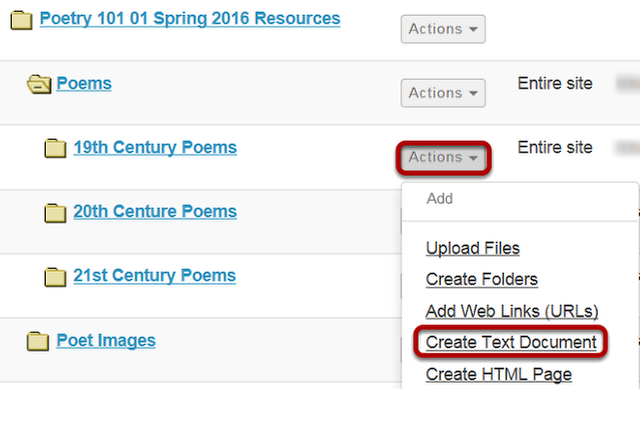 Poetry 101 01 Spring 2016 Resources
Actions
Poems
Actions
Entire site
19th Century Poems
Actions
Entire site
Add
20th Centure Poems
Upload Files
21st Century Poems
Create Folders
Add Web Links (URLs)
Poet Images
Create Text Document
Create HTML Page